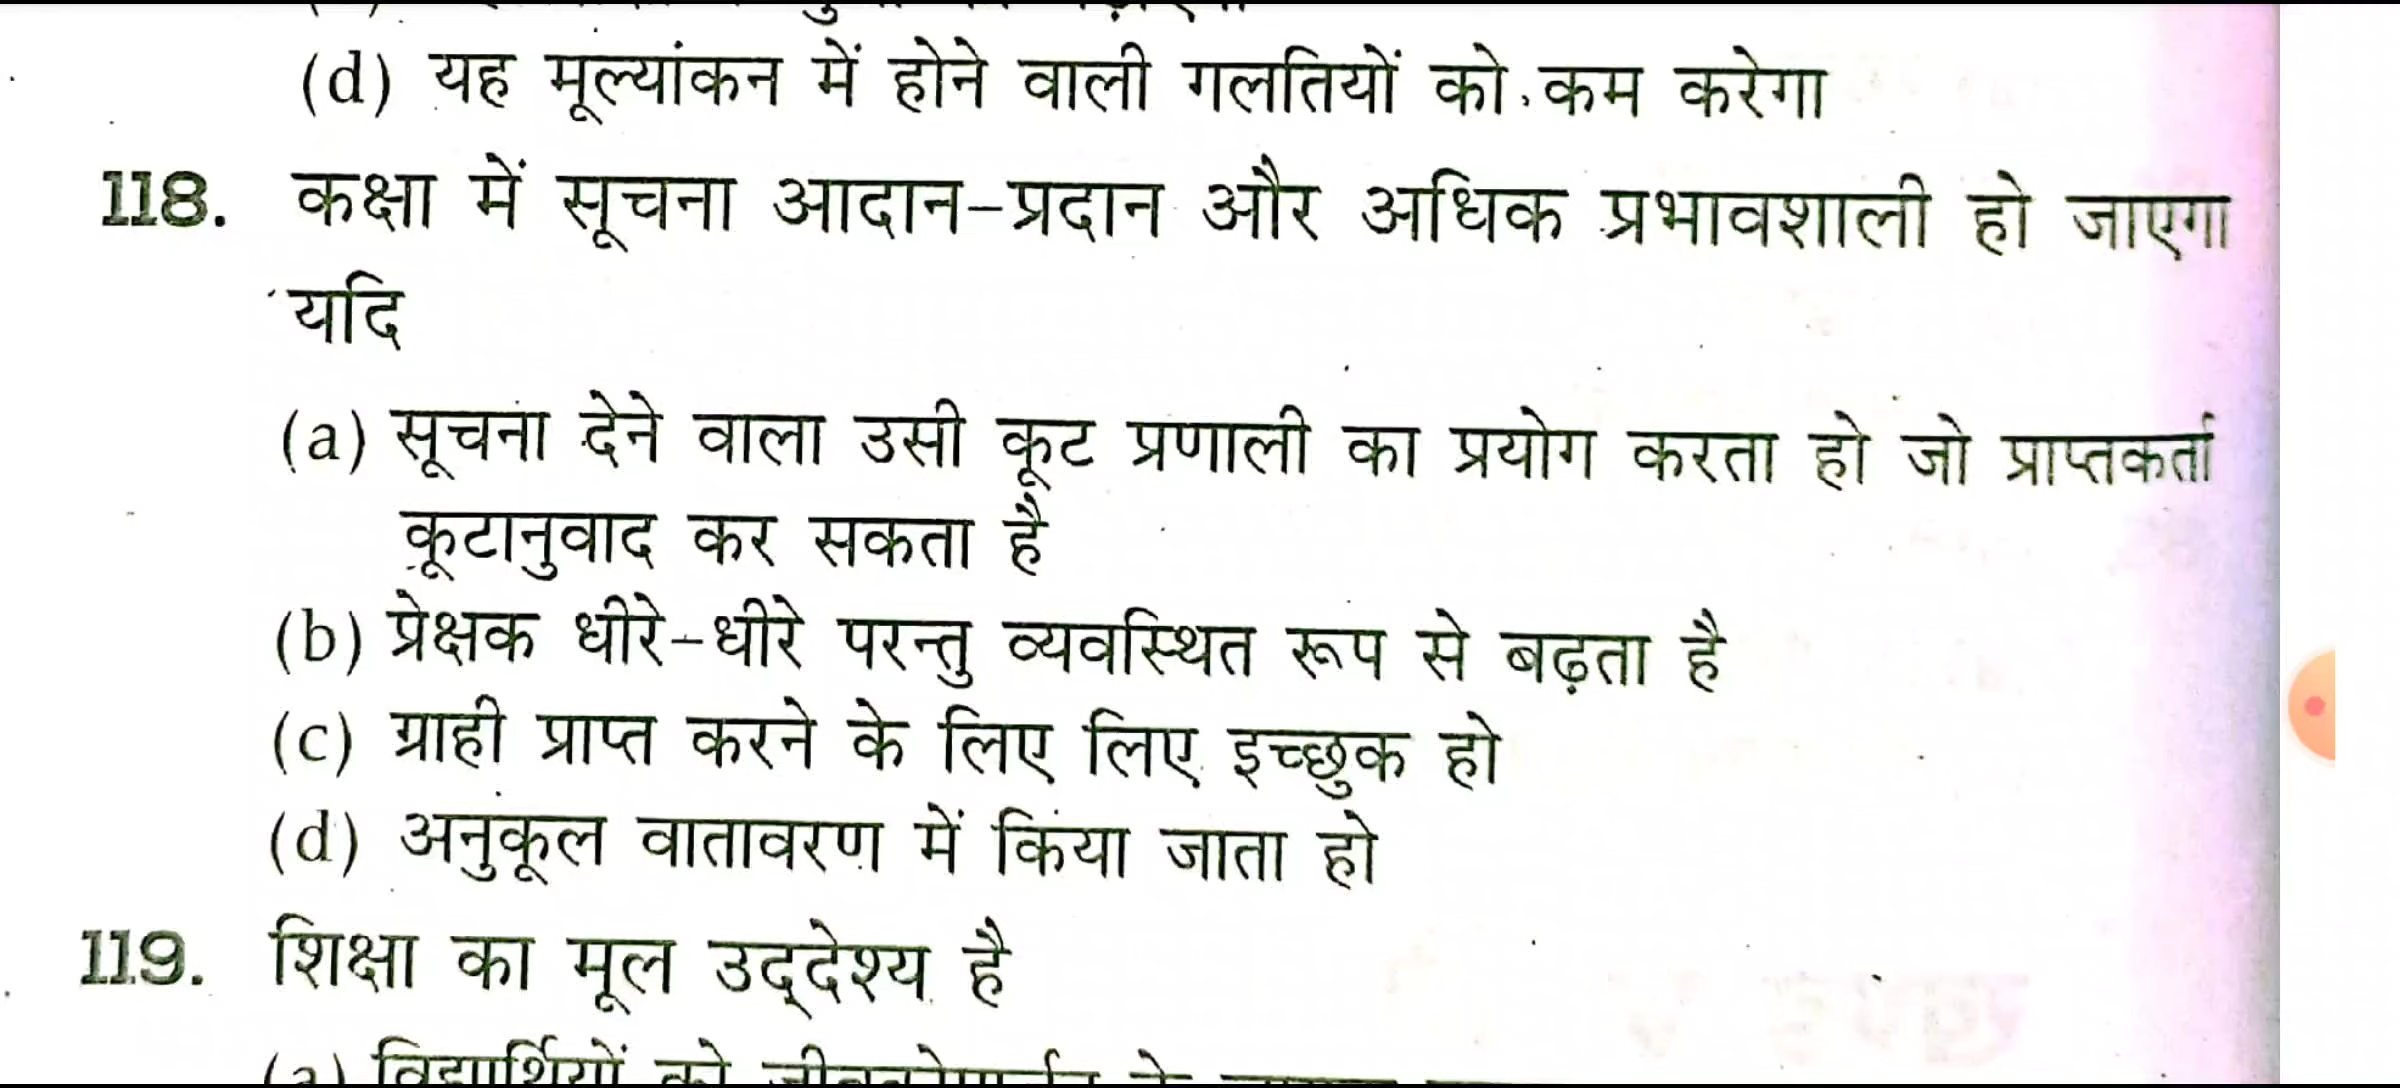 (d) यह मूल्यांकन में होने वाली गलतियों को कम करेगा
118. कक्षा में सूचना आदान-प्रदान और अधिक प्रभावशाली हो जाएगा
यदि
(a) सूचना देने वाला उसी कूट प्रणाली का प्रयोग करता हो जो प्राप्तकर्ता
कूटानुवाद कर सकता है
(b) प्रेक्षक धीरे-धीरे परन्तु व्यवस्थित रूप से बढ़ता है
(c) ग्राही प्राप्त करने के लिए लिए इच्छुक हो
(d) अनुकूल वातावरण में किया जाता हो
119. शिक्षा का मूल उद्देश्य है
(a) विद्यार्थियों को